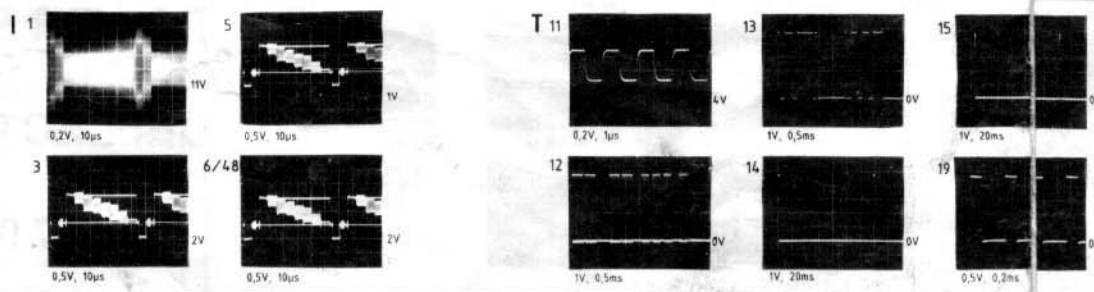 I 1
11V
0,2V, 10µs
5
1V
0,5V, 10µs
3
2V
0,5V, 10µs
6/48
2V
0,5V, 10µs
T 11
4V
0,2V, 1µs
13
0V
1V, 0,5ms
15
0
1V, 20ms
12
0V
1V, 0,5ms
14
0V
1V, 20ms
19
0
0,5V, 0,2ms